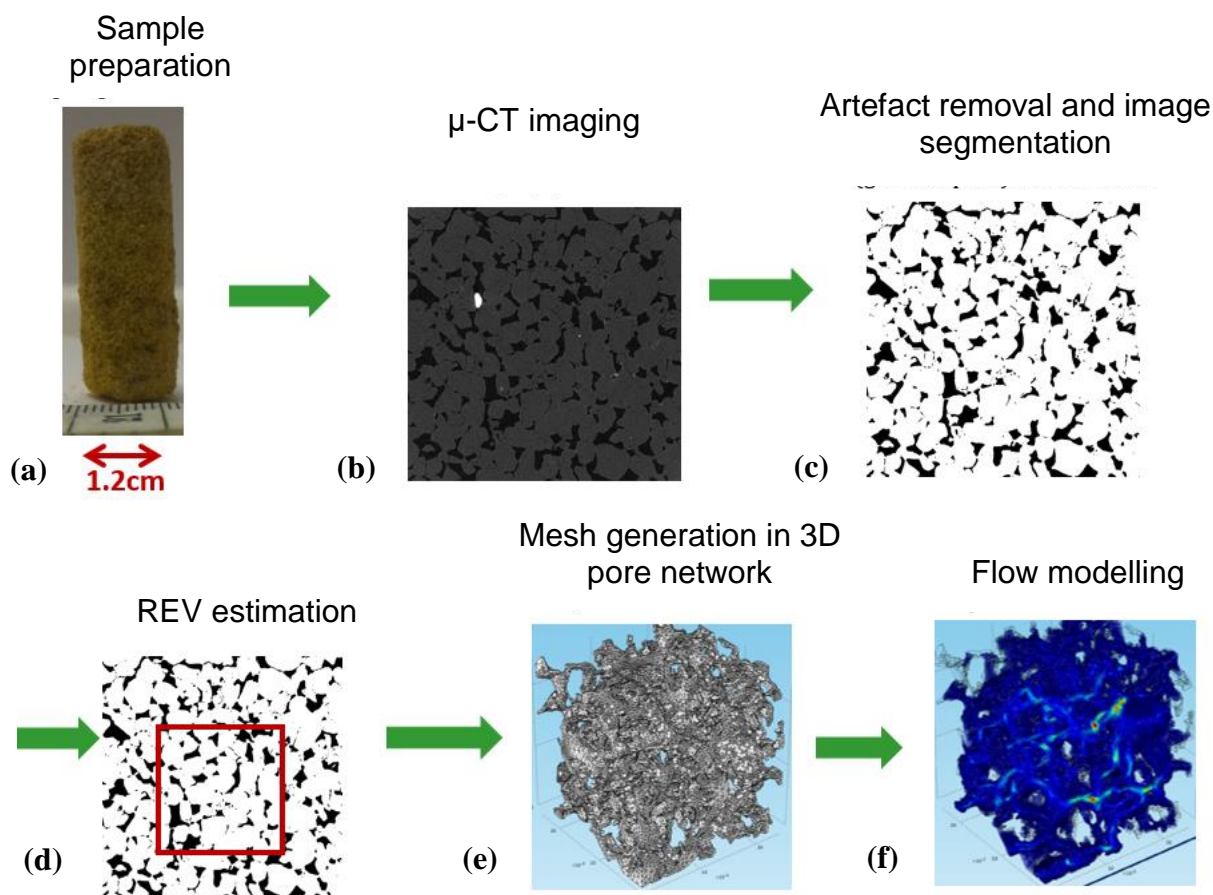 Sample
preparation
µ-CT imaging
Artefact removal and image
segmentation
(a)
1.2cm
(b)
(c)
REV estimation
Mesh generation in 3D
pore network
Flow modelling
(d)
(e)
(f)